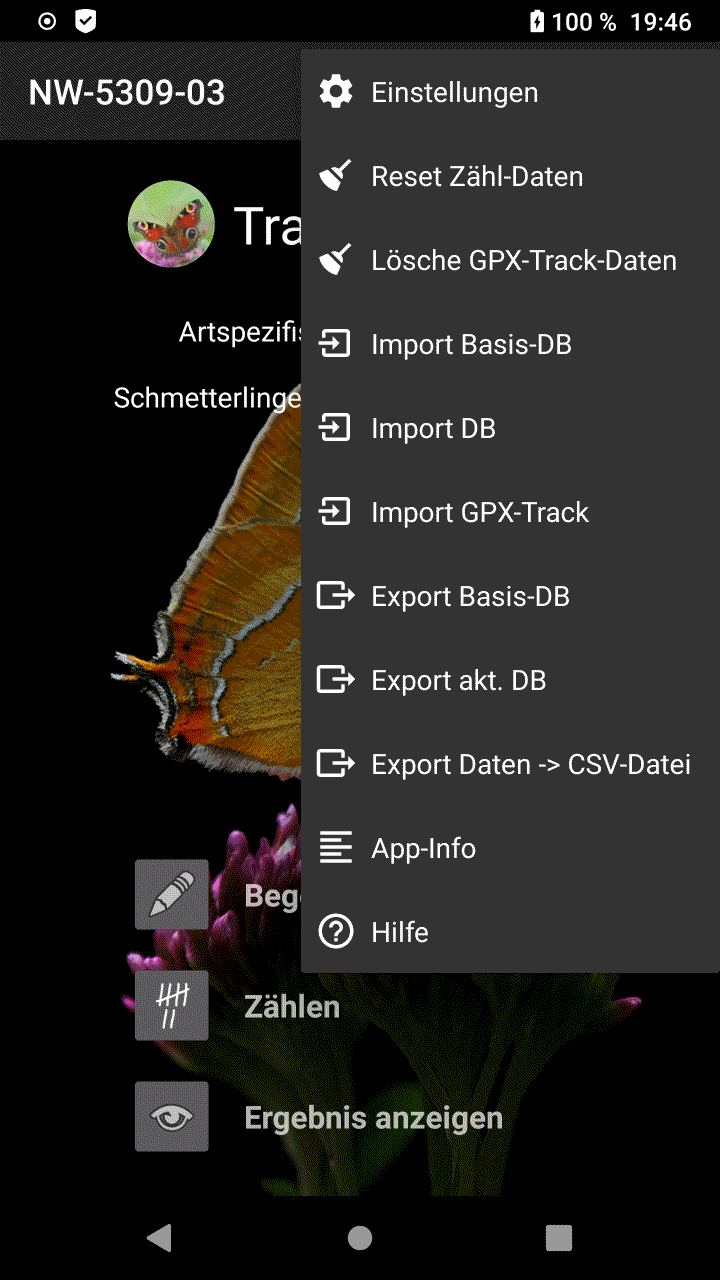 100 % 19:46
NW-5309-03
Einstellungen
Reset Zähl-Daten
Lösche GPX-Track-Daten
Import Basis-DB
Import DB
Import GPX-Track
Export Basis-DB
Export akt. DB
Export Daten -> CSV-Datei
App-Info
Hilfe
Tra
Artspezifis
Schmetterlinge
Bege
Zählen
Ergebnis anzeigen